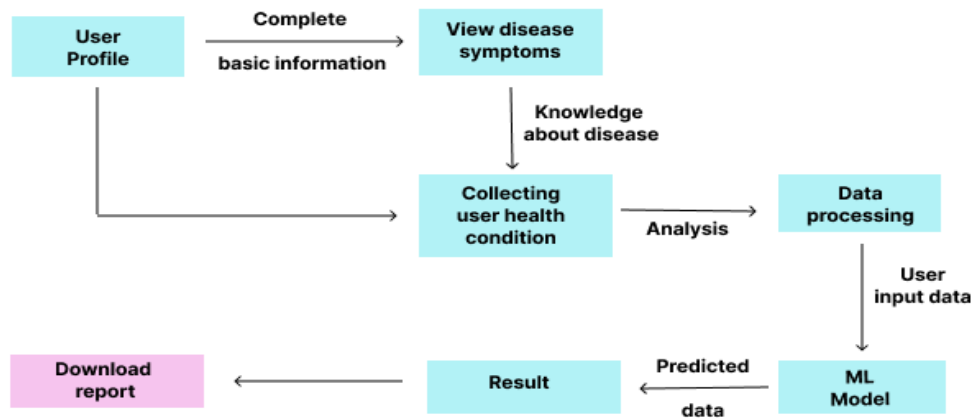 User
Profile
Complete
basic information
View disease
symptoms
Knowledge
about disease
Collecting
user health
condition
Analysis
Data
processing
User
input data
ML
Model
Predicted
data
Result
Download
report